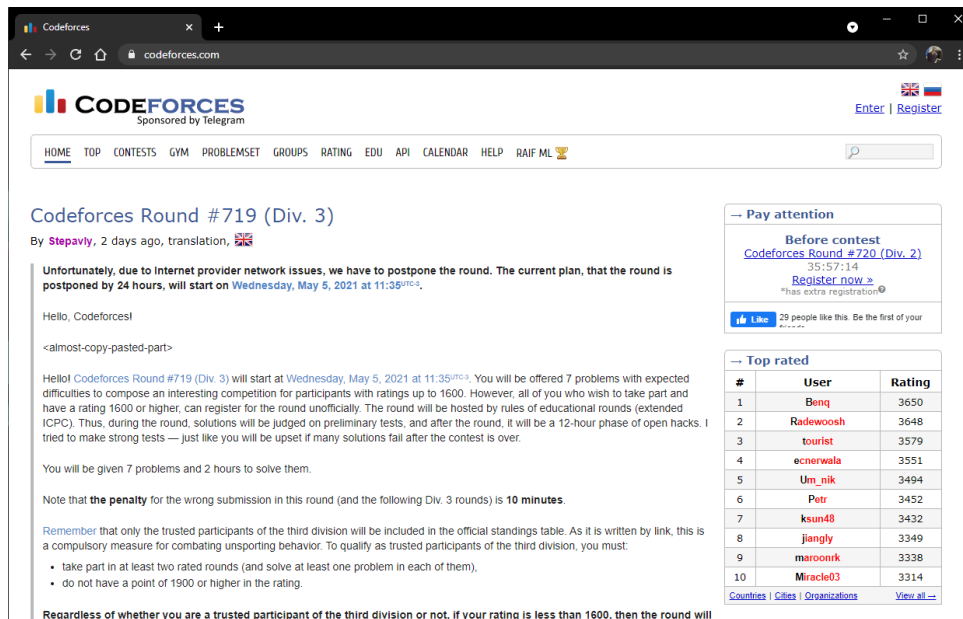 Codeforces
codeforces.com
CODEFORCES
Sponsored by Telegram
Enter | Register
HOME TOP CONTESTS GYM PROBLEMSET GROUPS RATING EDU API CALENDAR HELP RAIF ML
Codeforces Round #719 (Div. 3)
By Stepavly, 2 days ago, translation,
Unfortunately, due to Internet provider network issues, we have to postpone the round. The current plan, that the round is
postponed by 24 hours, will start on Wednesday, May 5, 2021 at 11:35UTC-3.
Hello, Codeforces!
<almost-copy-pasted-part>
Hello! Codeforces Round #719 (Div. 3) will start at Wednesday, May 5, 2021 at 11:35UTC-3. You will be offered 7 problems with expected
difficulties to compose an interesting competition for participants with ratings up to 1600. However, all of you who wish to take part and
have a rating 1600 or higher, can register for the round unofficially. The round will be hosted by rules of educational rounds (extended
ICPC). Thus, during the round, solutions will be judged on preliminary tests, and after the round, it will be a 12-hour phase of open hacks. I
tried to make strong tests — just like you will be upset if many solutions fail after the contest is over.
You will be given 7 problems and 2 hours to solve them.
Note that the penalty for the wrong submission in this round (and the following Div. 3 rounds) is 10 minutes.
Remember that only the trusted participants of the third division will be included in the official standings table. As it is written by link, this is
a compulsory measure for combating unsporting behavior. To qualify as trusted participants of the third division, you must:
• take part in at least two rated rounds (and solve at least one problem in each of them),
• do not have a point of 1900 or higher in the rating.
Regardless of whether you are a trusted participant of the third division or not, if your rating is less than 1600, then the round will
→ Pay attention
Before contest
Codeforces Round #720 (Div. 2)
35:57:14
Register now »
*has extra registration
Like
29 people like this. Be the first of your
friends
→ Top rated
# User Rating
1 Benq 3650
2 Radewoosh 3648
3 tourist 3579
4 ecnerwala 3551
5 Um_nik 3494
6 Petr 3452
7 ksun48 3432
8 jiangly 3349
9 maroonrk 3338
10 Miracle03 3314
Countries | Cities | Organizations View all →